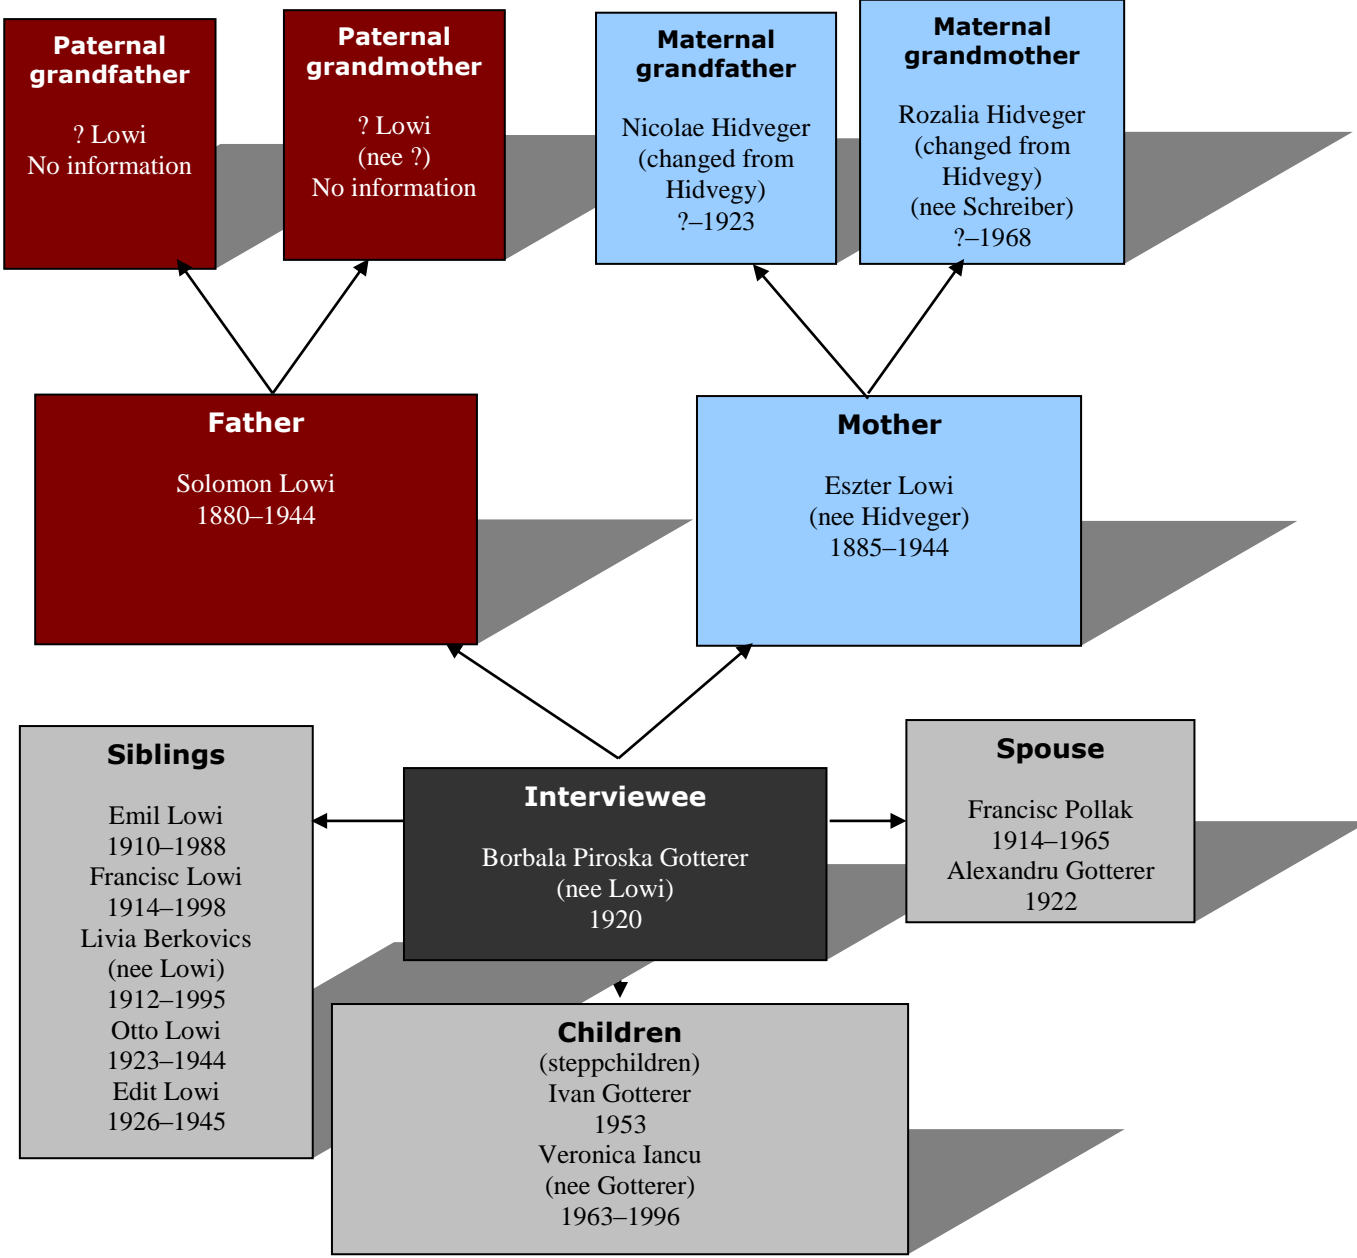 Paternal
grandfather
? Lowi
No information
Paternal
grandmother
? Lowi
(nee ?)
No information
Maternal
grandfather
Nicolae Hidveger
(changed from
Hidvegy)
?–1923
Maternal
grandmother
Rozalia Hidveger
(changed from
Hidvegy)
(nee Schreiber)
?–1968
Father
Solomon Lowi
1880–1944
Mother
Eszter Lowi
(nee Hidveger)
1885–1944
Siblings
Emil Lowi
1910–1988
Francisc Lowi
1914–1998
Livia Berkovics
(nee Lowi)
1912–1995
Otto Lowi
1923–1944
Edit Lowi
1926–1945
Interviewee
Borbala Piroska Gotterer
(nee Lowi)
1920
Spouse
Francisc Pollak
1914–1965
Alexandru Gotterer
1922
Children
(steppchildren)
Ivan Gotterer
1953
Veronica Iancu
(nee Gotterer)
1963–1996